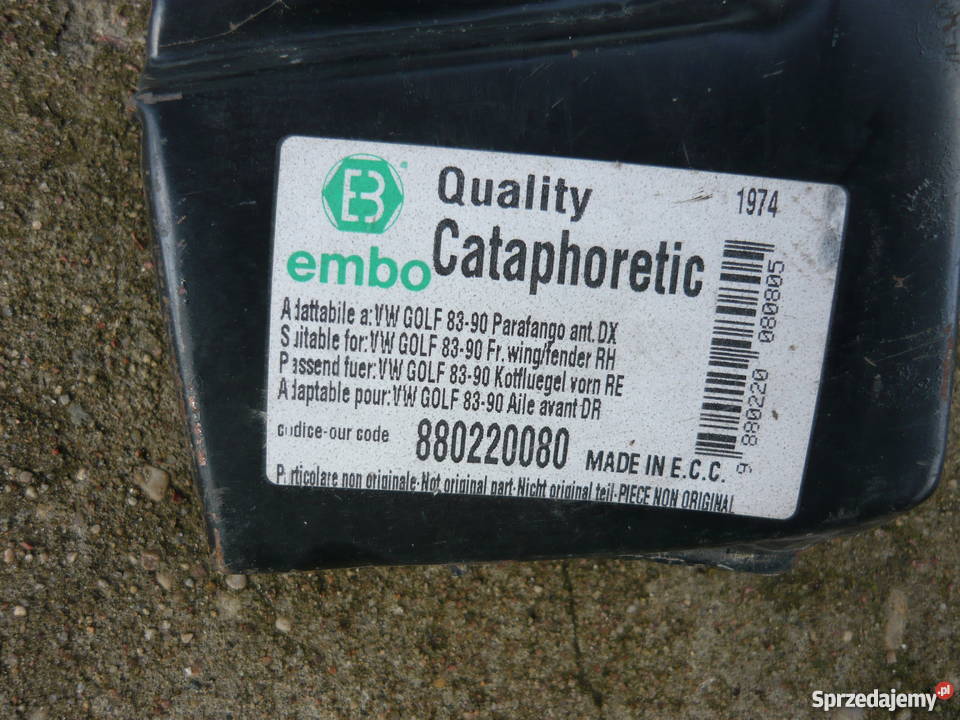 Quality
1974
embo
Cataphoretic
Adattabile a:VW GOLF 83-90 Parafango ant.DX
Suitable for:VW GOLF 83-90 Fr.wing/fender RH
Passend fuer:VW GOLF 83-90 Kotfluegel vorn RE
Adaptable pour:VW GOLF 83-90 Aile avant DR
codice-our code 880220080 MADE IN E.C.C.
Particolare non originale-Not original part-Nicht original teil-PIECE NON ORIGINAL
9 880220 080805
Sprzedajemy.pl